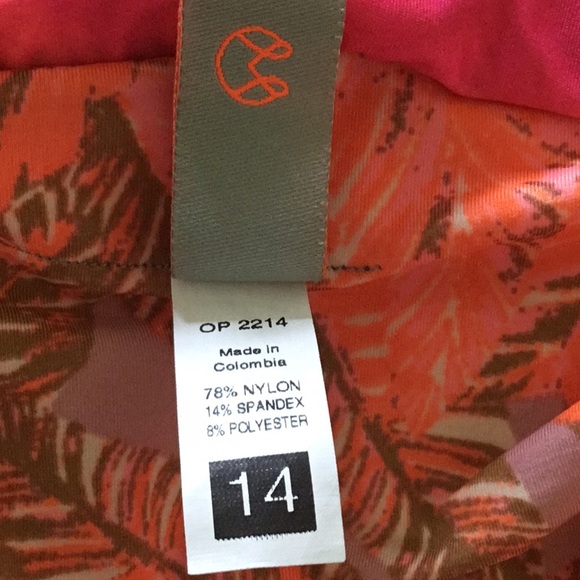 OP 2214
Made in
Colombia
78% NYLON
14% SPANDEX
8% POLYESTER
14